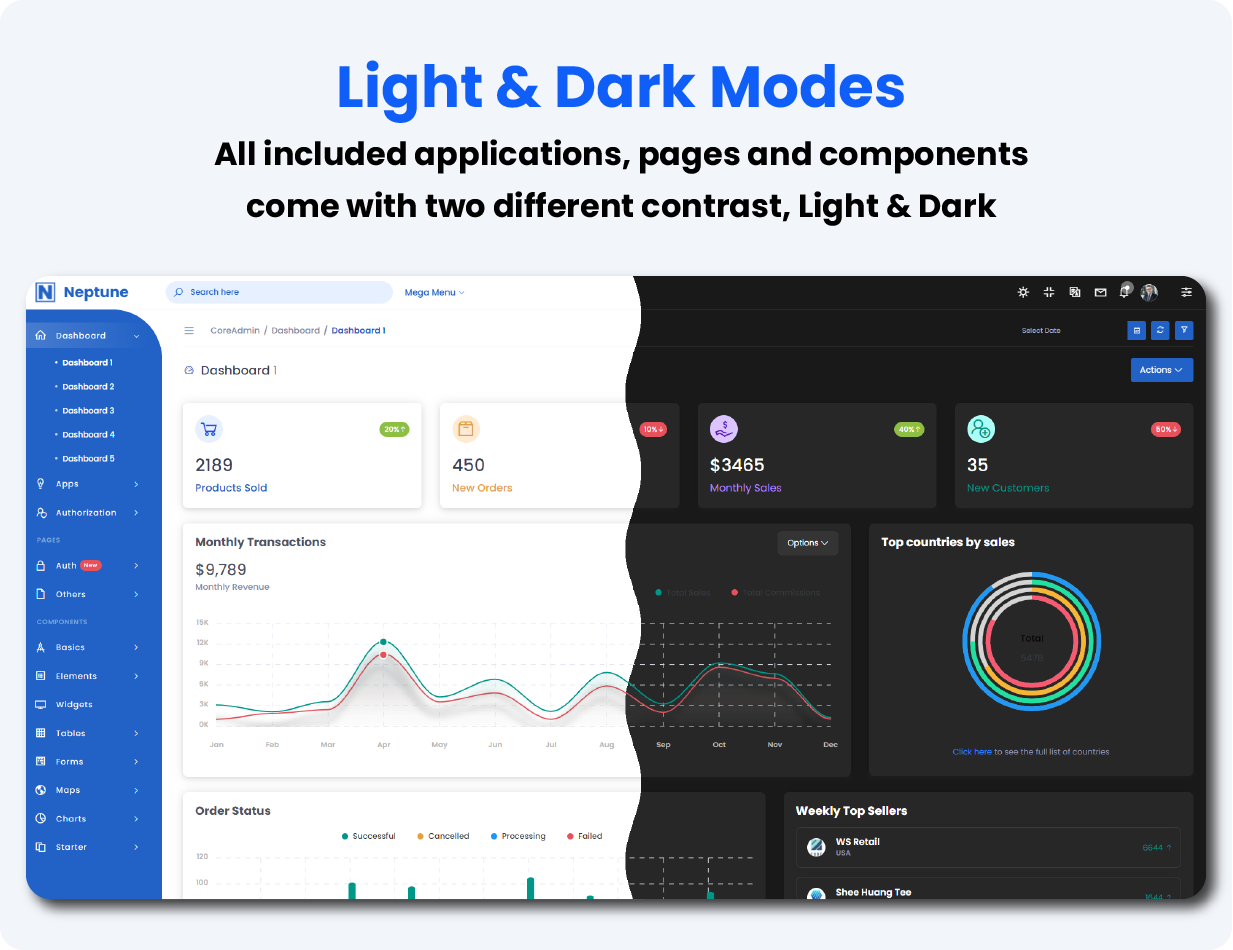 Light & Dark Modes
All included applications, pages and components
come with two different contrast, Light & Dark
Neptune
Search here
Mega Menu
Dashboard
Dashboard 1
Dashboard 2
Dashboard 3
Dashboard 4
Dashboard 5
Apps
Authorization
PAGES
Auth New
Others
COMPONENTS
Basics
Elements
Widgets
Tables
Forms
Maps
Charts
Starter
CoreAdmin / Dashboard / Dashboard 1
Select Date
Dashboard 1
Actions
20%↑
2189
Products Sold
10%↓
450
New Orders
40%↑
$3465
Monthly Sales
50%↓
35
New Customers
Monthly Transactions
Options
$9,789
Monthly Revenue
Total Sales
Total Commissions
15K
12K
9K
6K
3K
0K
Jan Feb Mar Apr May Jun Jul Aug Sep Oct Nov Dec
Top countries by sales
Total
9479
Click here to see the full list of countries
Order Status
Successful Cancelled Processing Failed
120
100
Weekly Top Sellers
WS Retail
USA
6644 ↑
Shee Huang Tee